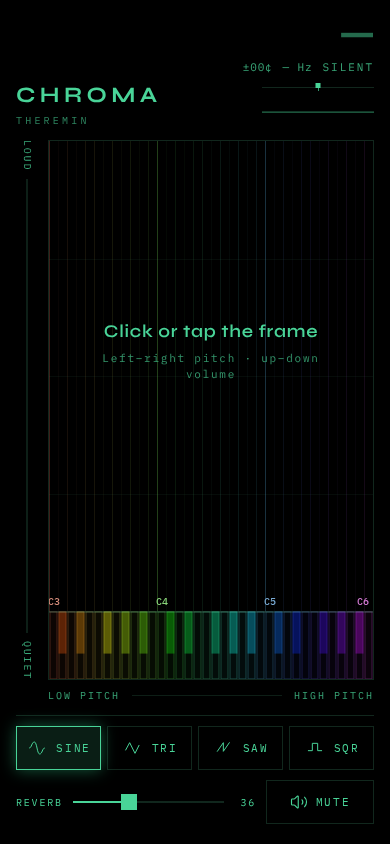 ±00¢ — Hz SILENT
CHROMA
THEREMIN
LOUD
Click or tap the frame
Left–right pitch · up–down
volume
C3 C4 C5 C6
QUIET
LOW PITCH HIGH PITCH
SINE TRI SAW SQR
REVERB 36 MUTE